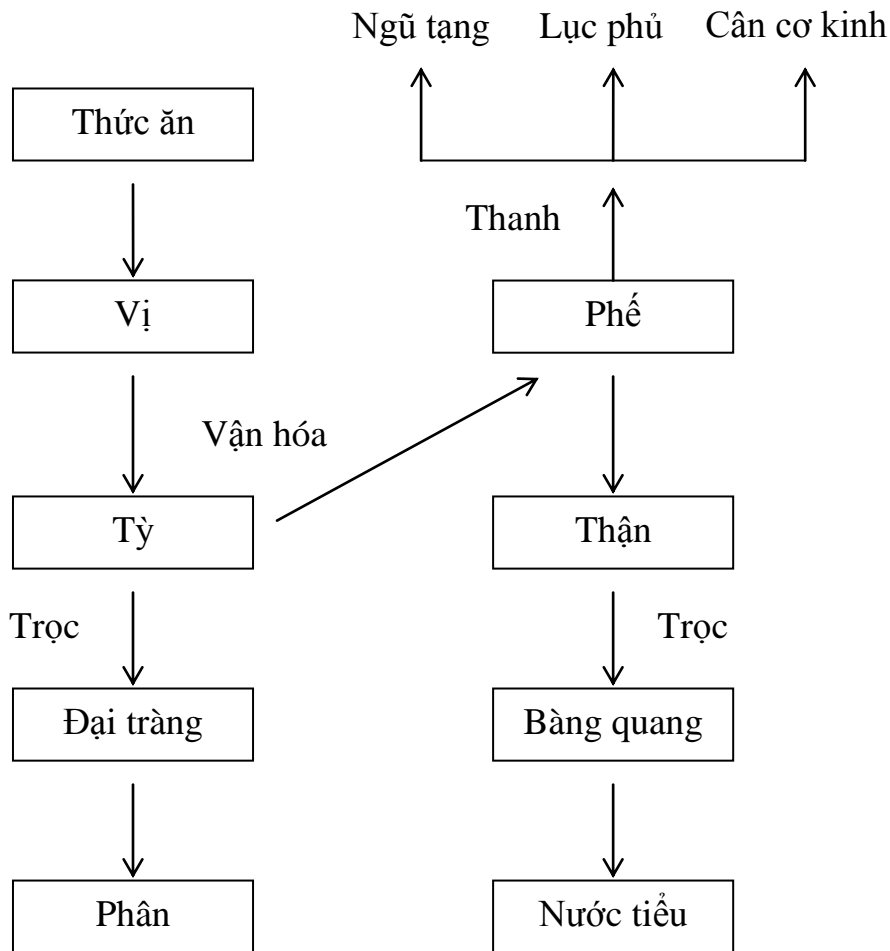 Ngũ tạng Lục phủ Cân cơ kinh
Thức ăn
Thanh
Vị Phế
Vận hóa
Tỳ Thận
Trọc Trọc
Đại tràng Bàng quang
Phân Nước tiểu